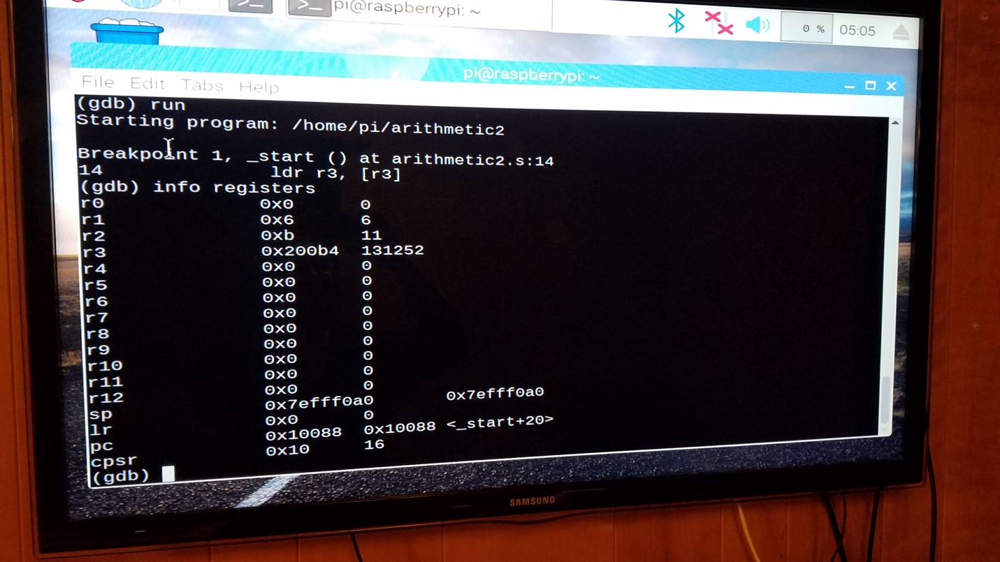 pi@raspberrypi: ~
0 % 05:05
pi@raspberrypi: ~
File Edit Tabs Help
(gdb) run
Starting program: /home/pi/arithmetic2
Breakpoint 1, _start () at arithmetic2.s:14
14 ldr r3, [r3]
(gdb) info registers
r0 0x0 0
r1 0x6 6
r2 0xb 11
r3 0x200b4 131252
r4 0x0 0
r5 0x0 0
r6 0x0 0
r7 0x0 0
r8 0x0 0
r9 0x0 0
r10 0x0 0
r11 0x0 0
r12 0x0 0
sp 0x7efff0a0 0x7efff0a0
lr 0x0 0
pc 0x10088 0x10088 <_start+20>
cpsr 0x10 16
(gdb)
SAMSUNG